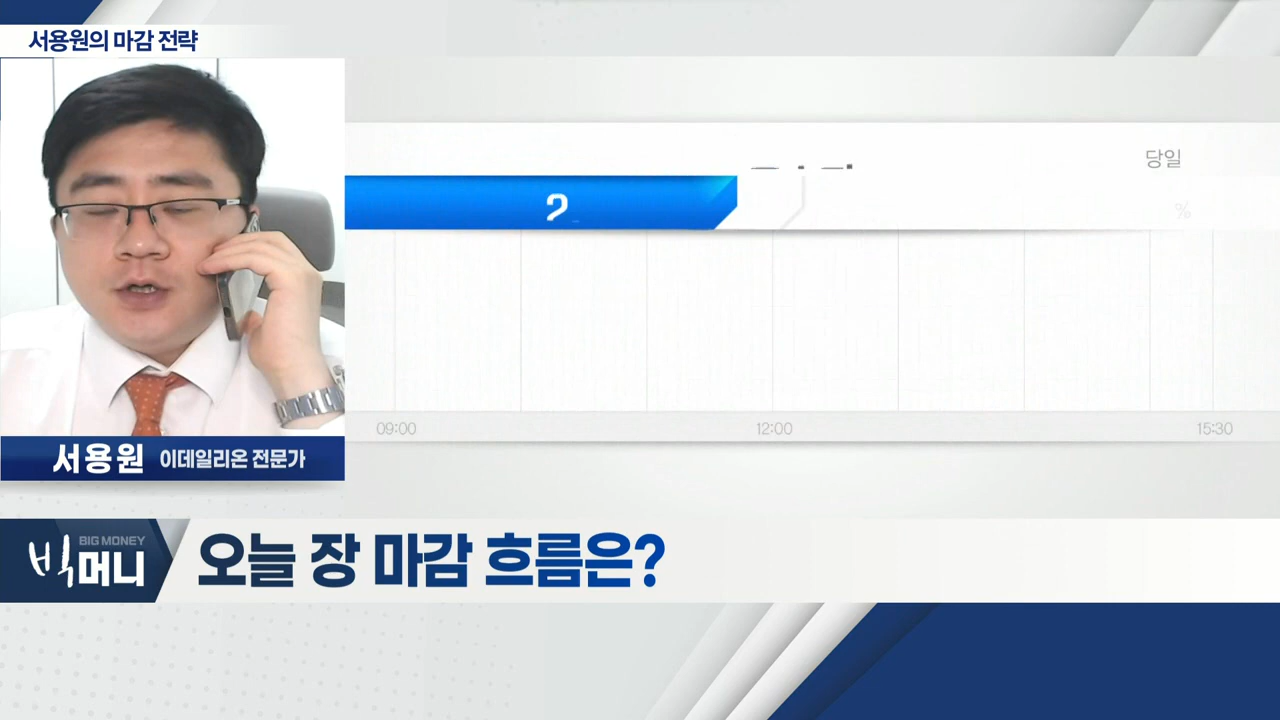 서용원의 마감 전략
당일
%
09:00
12:00
15:30
서용원 이데일리온 전문가
BIG MONEY
빅머니
오늘 장 마감 흐름은?